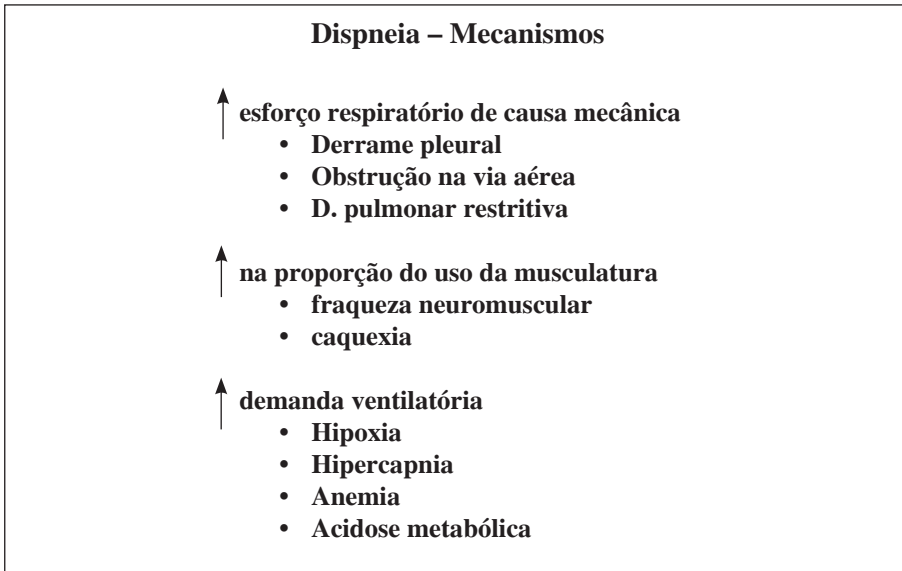 Dispneia – Mecanismos
esforço respiratório de causa mecânica
• Derrame pleural
• Obstrução na via aérea
• D. pulmonar restritiva
na proporção do uso da musculatura
• fraqueza neuromuscular
• caquexia
demanda ventilatória
• Hipoxia
• Hipercapnia
• Anemia
• Acidose metabólica